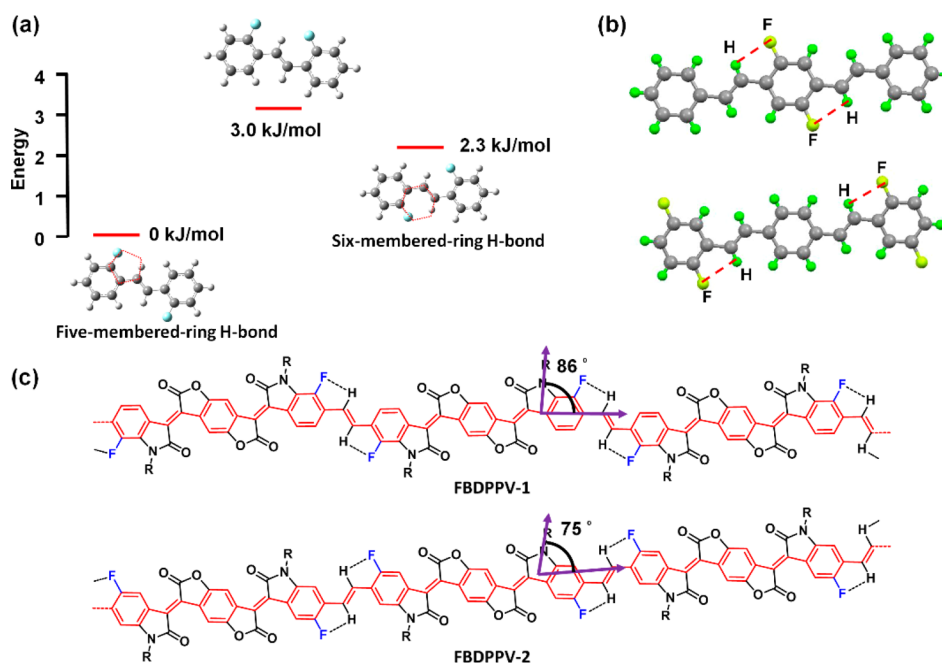 (a)
4
3
2
1
0
Energy
3.0 kJ/mol
2.3 kJ/mol
Six-membered-ring H-bond
0 kJ/mol
Five-membered-ring H-bond
(b)
F
H
H
F
F
H
H
F
(c)
R
N
O
F
H
O
O
O
O
F
N
R
O
H
F
N
R
O
O
O
O
O
R
N
O
86 °
F
H
H
F
N
R
O
O
O
O
O
R
N
O
F
H
H
FBDPPV-1
F
N
R
O
O
O
O
O
R
N
O
F
H
H
F
N
R
O
O
O
O
O
R
N
O
75 °
F
H
H
F
N
R
O
O
O
O
O
R
N
O
F
H
H
FBDPPV-2